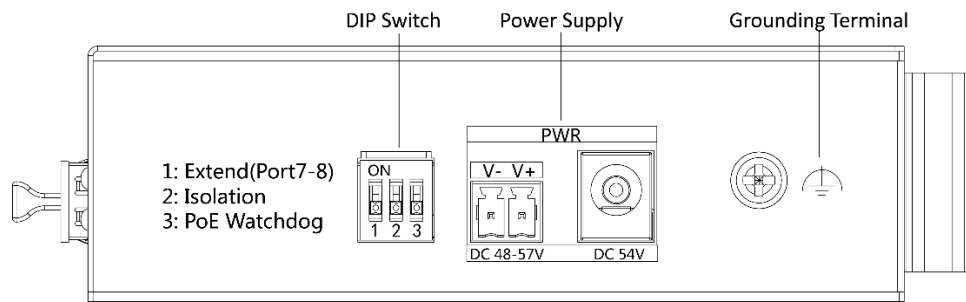 DIP Switch Power Supply Grounding Terminal
PWR
1: Extend(Port7-8)
2: Isolation
3: PoE Watchdog
ON
1 2 3
V- V+
DC 48-57V DC 54V